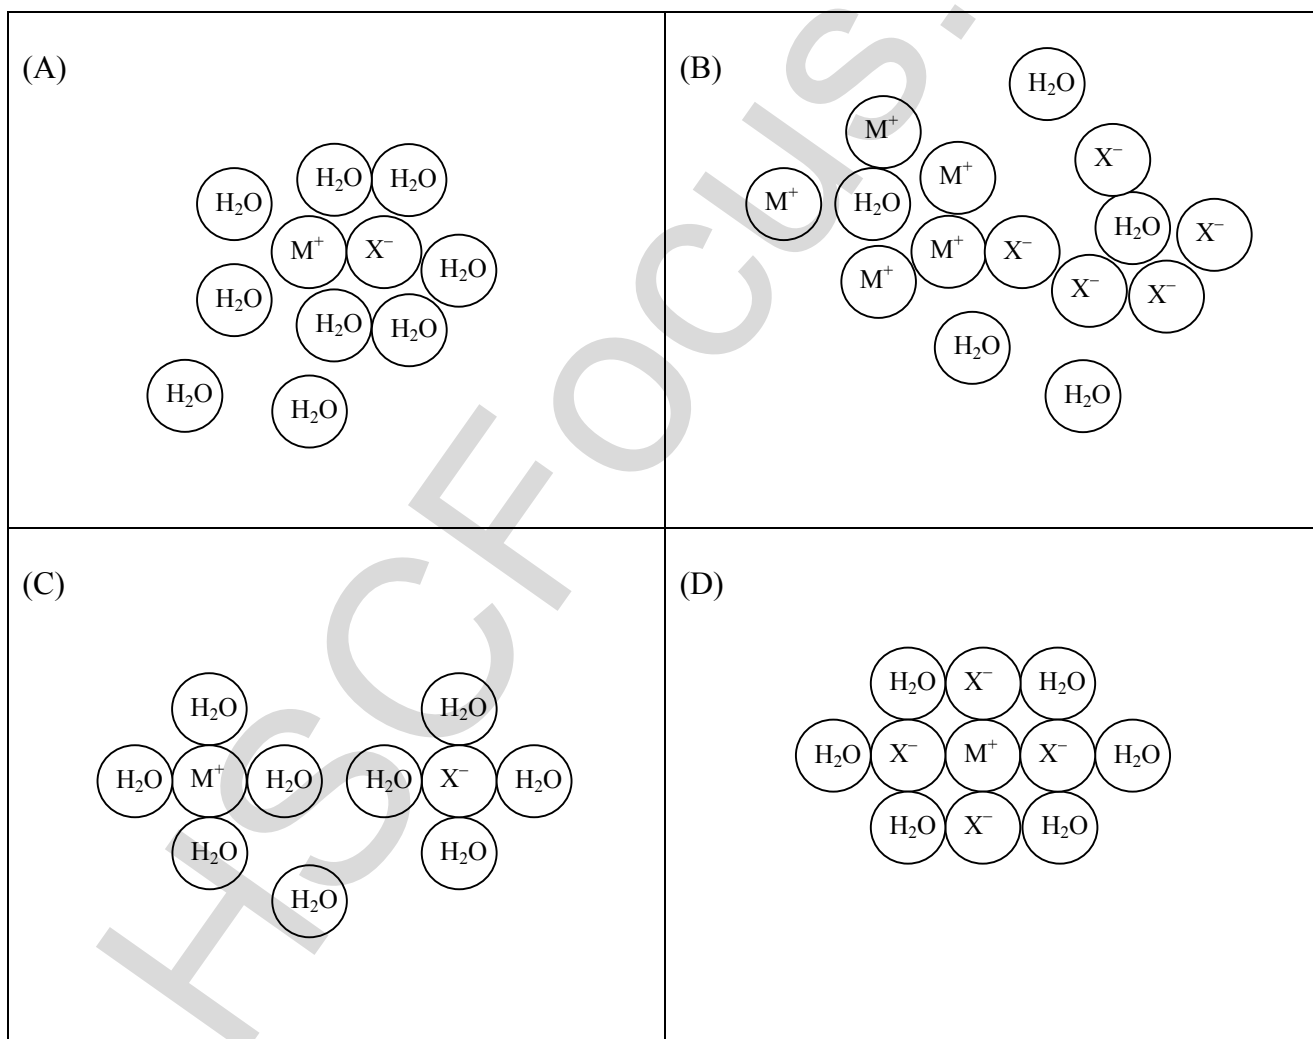 (A)
H₂O H₂O
H₂O
M⁺ X⁻
H₂O
H₂O
H₂O H₂O
H₂O
H₂O
(B)
H₂O
M⁺
X⁻
M⁺
M⁺ H₂O
H₂O X⁻
M⁺ X⁻
M⁺
X⁻ X⁻
H₂O
H₂O
(C)
H₂O H₂O
H₂O M⁺ H₂O H₂O X⁻ H₂O
H₂O H₂O
H₂O
(D)
H₂O X⁻ H₂O
H₂O X⁻ M⁺ X⁻ H₂O
H₂O X⁻ H₂O
HSCFocus.